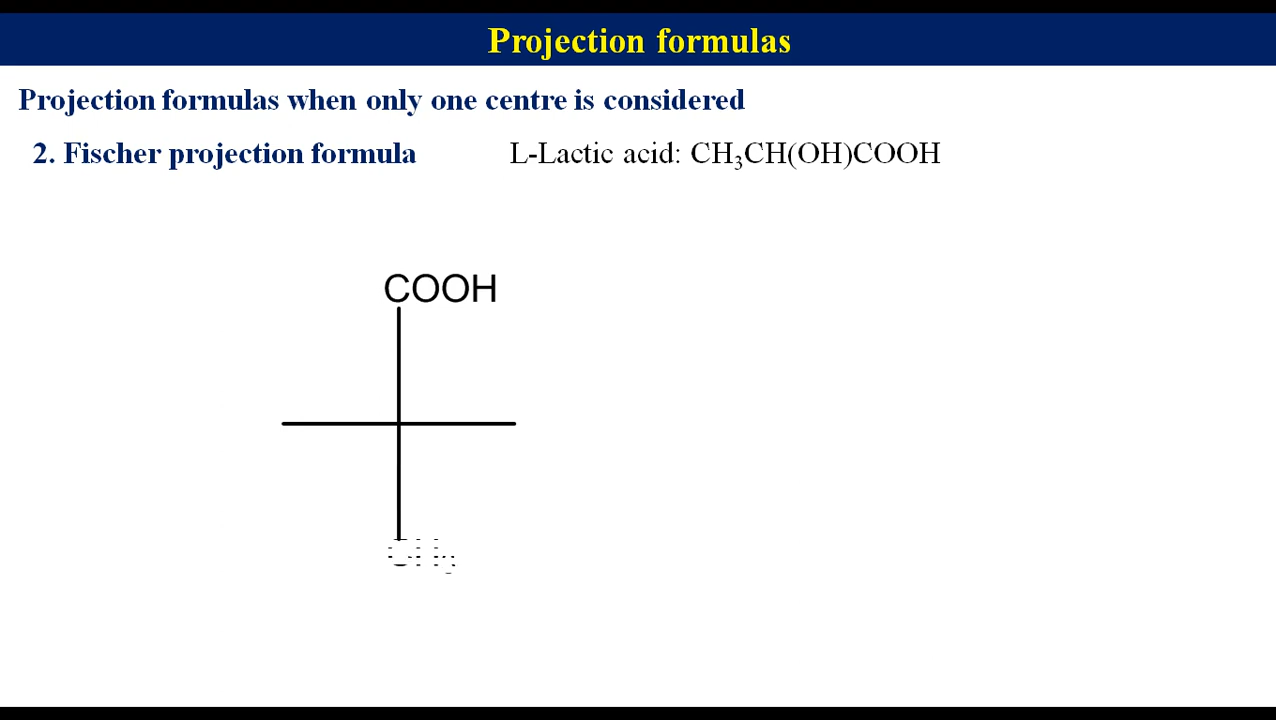 Projection formulas
Projection formulas when only one centre is considered
2. Fischer projection formula L-Lactic acid: CH₃CH(OH)COOH
COOH
CH₃